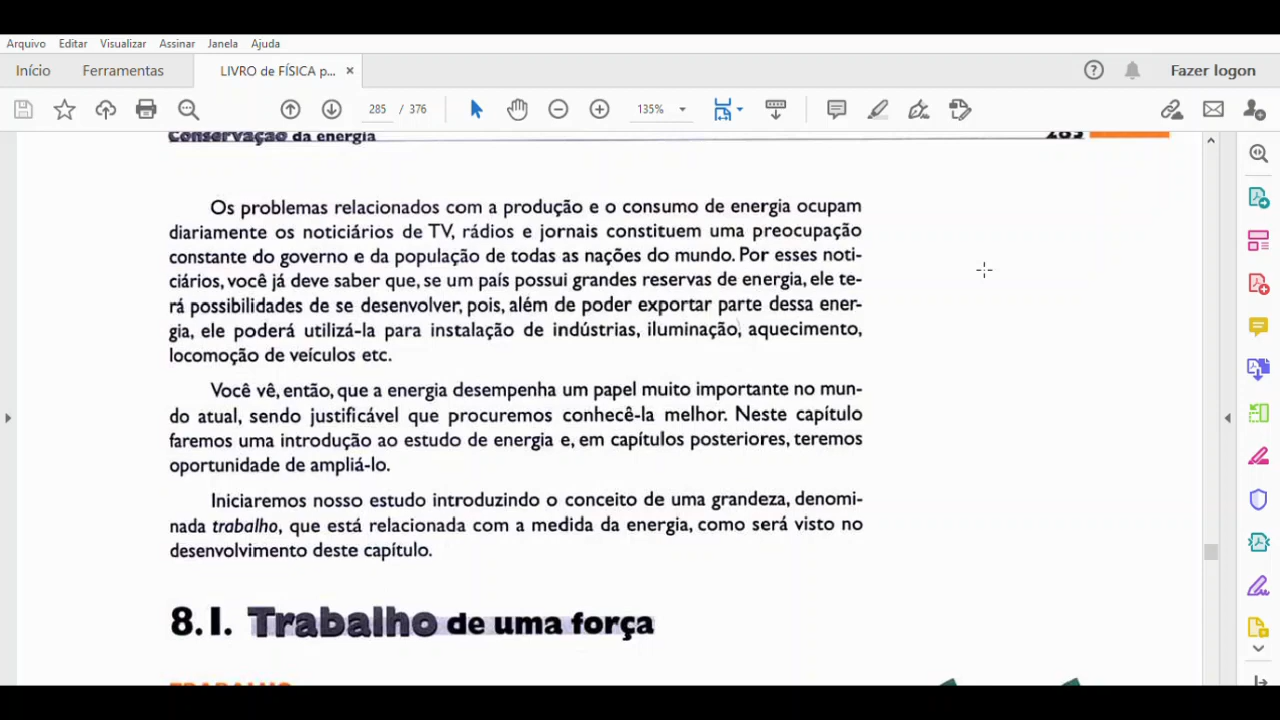 Arquivo Editar Visualizar Assinar Janela Ajuda
Início Ferramentas LIVRO de FÍSICA p... × Fazer logon
285 / 376 135%
Conservação da energia 285
Os problemas relacionados com a produção e o consumo de energia ocupam
diariamente os noticiários de TV, rádios e jornais constituem uma preocupação
constante do governo e da população de todas as nações do mundo. Por esses noti-
ciários, você já deve saber que, se um país possui grandes reservas de energia, ele te-
rá possibilidades de se desenvolver, pois, além de poder exportar parte dessa ener-
gia, ele poderá utilizá-la para instalação de indústrias, iluminação, aquecimento,
locomoção de veículos etc.
Você vê, então, que a energia desempenha um papel muito importante no mun-
do atual, sendo justificável que procuremos conhecê-la melhor. Neste capítulo
faremos uma introdução ao estudo de energia e, em capítulos posteriores, teremos
oportunidade de ampliá-lo.
Iniciaremos nosso estudo introduzindo o conceito de uma grandeza, denomi-
nada trabalho, que está relacionada com a medida da energia, como será visto no
desenvolvimento deste capítulo.
8.1. Trabalho de uma força
TRABALHO